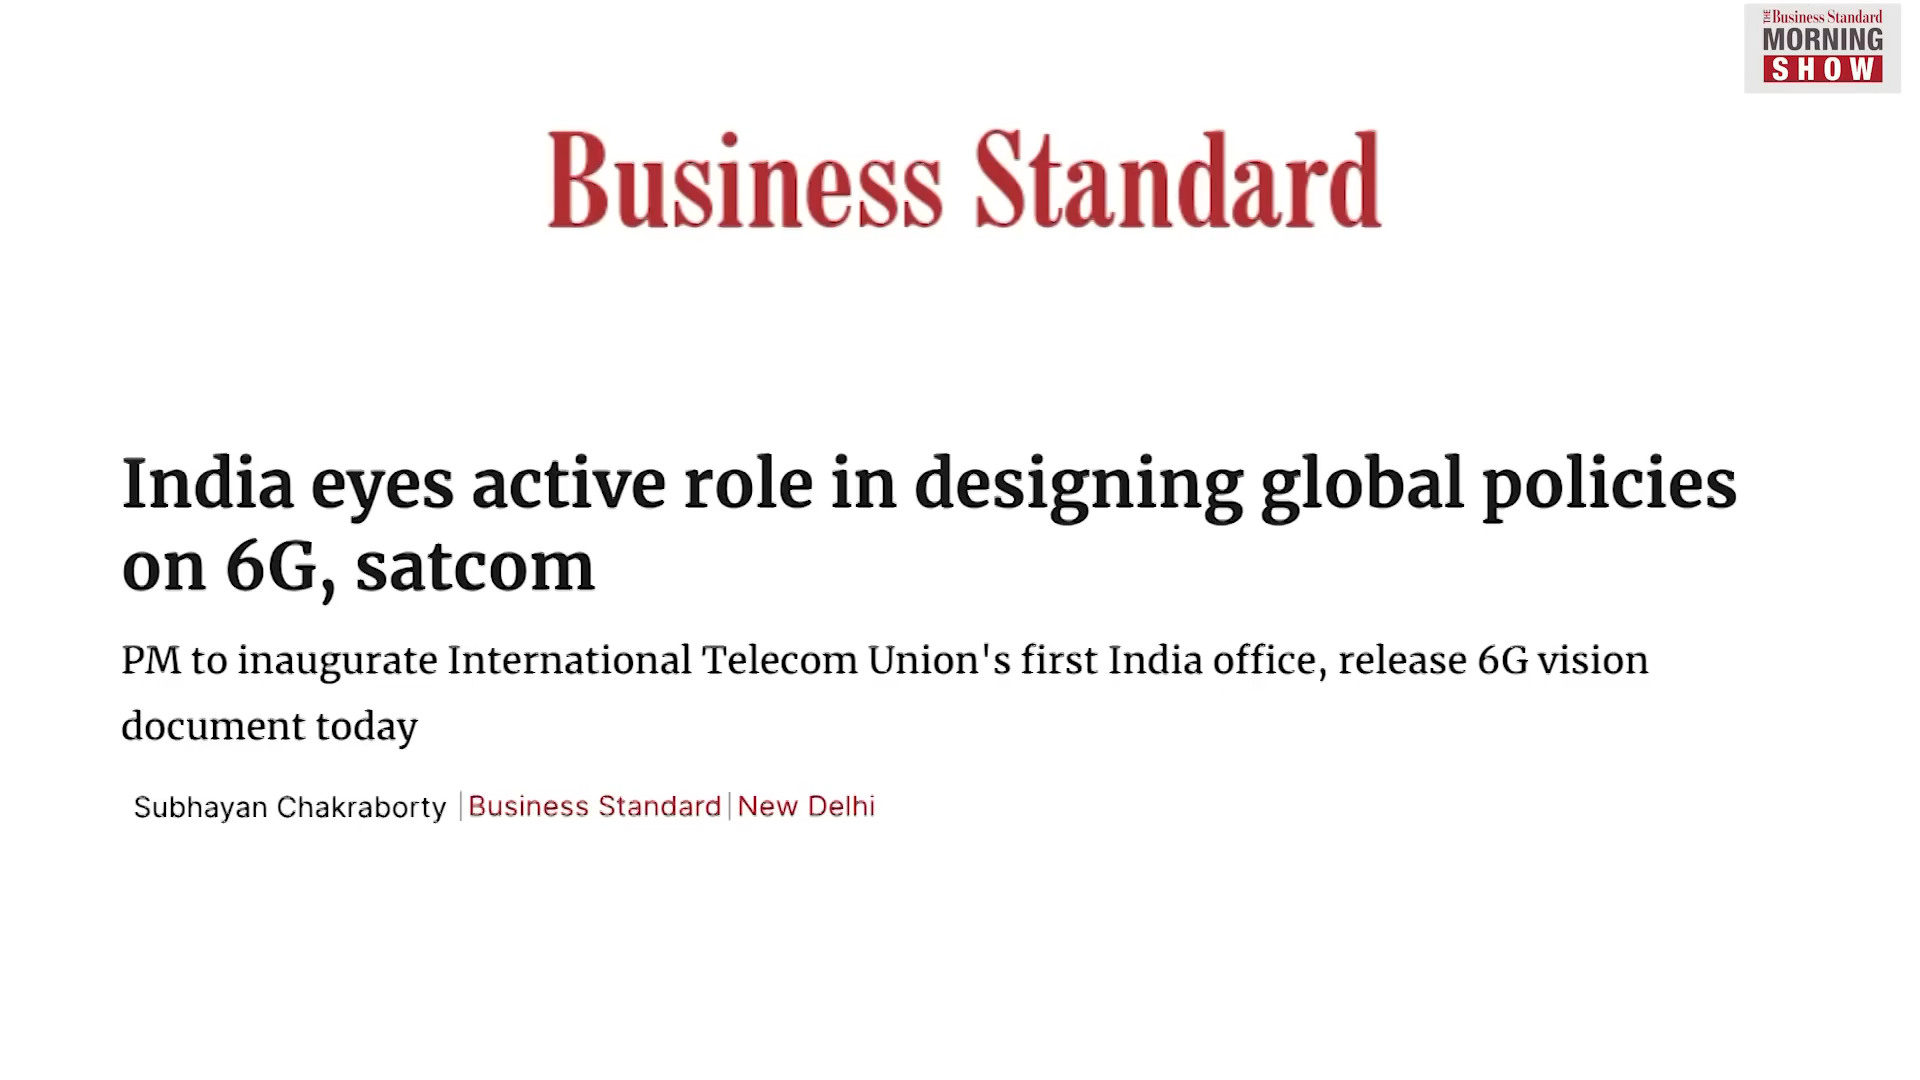 THE Business Standard
MORNING
SHOW
Business Standard
India eyes active role in designing global policies
on 6G, satcom
PM to inaugurate International Telecom Union's first India office, release 6G vision
document today
Subhayan Chakraborty | Business Standard | New Delhi